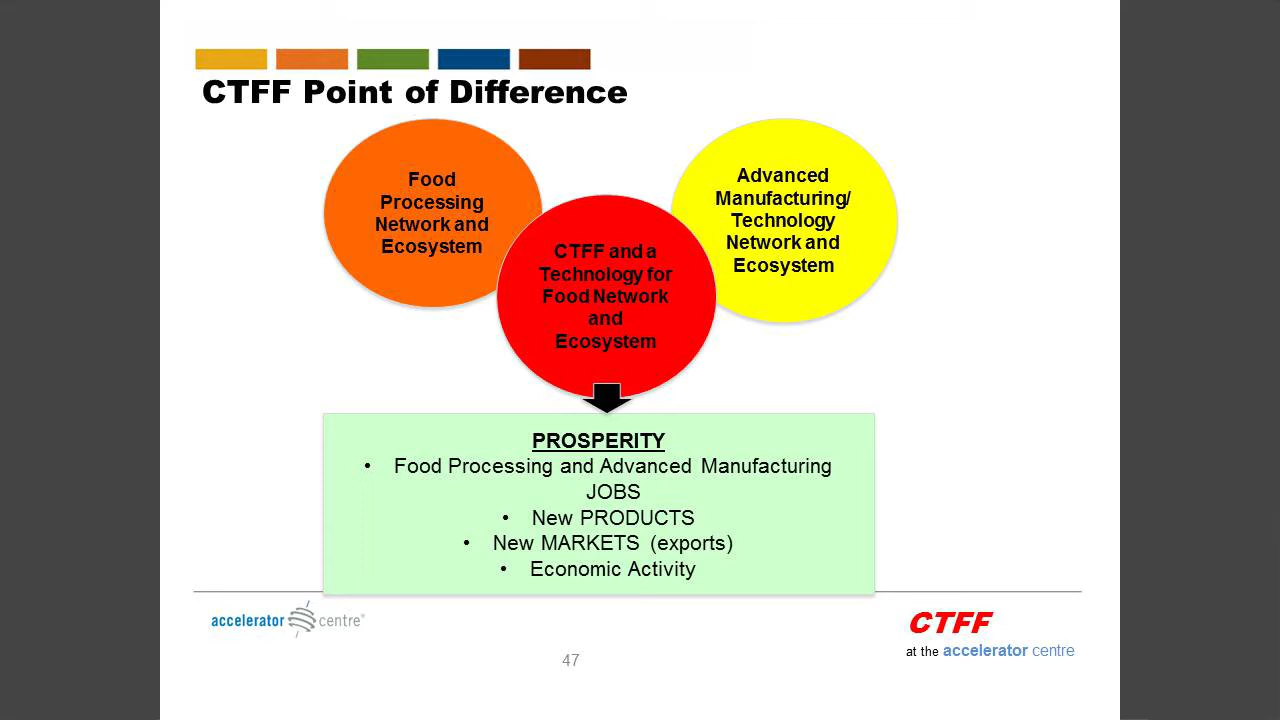 CTFF Point of Difference
Food
Processing
Network and
Ecosystem
Advanced
Manufacturing/
Technology
Network and
Ecosystem
CTFF and a
Technology for
Food Network
and
Ecosystem
PROSPERITY
• Food Processing and Advanced Manufacturing
JOBS
• New PRODUCTS
• New MARKETS (exports)
• Economic Activity
accelerator centre®
CTFF
at the accelerator centre
47